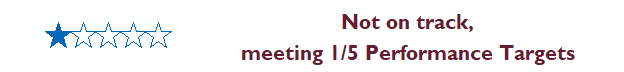 Not on track,
meeting 1/5 Performance Targets